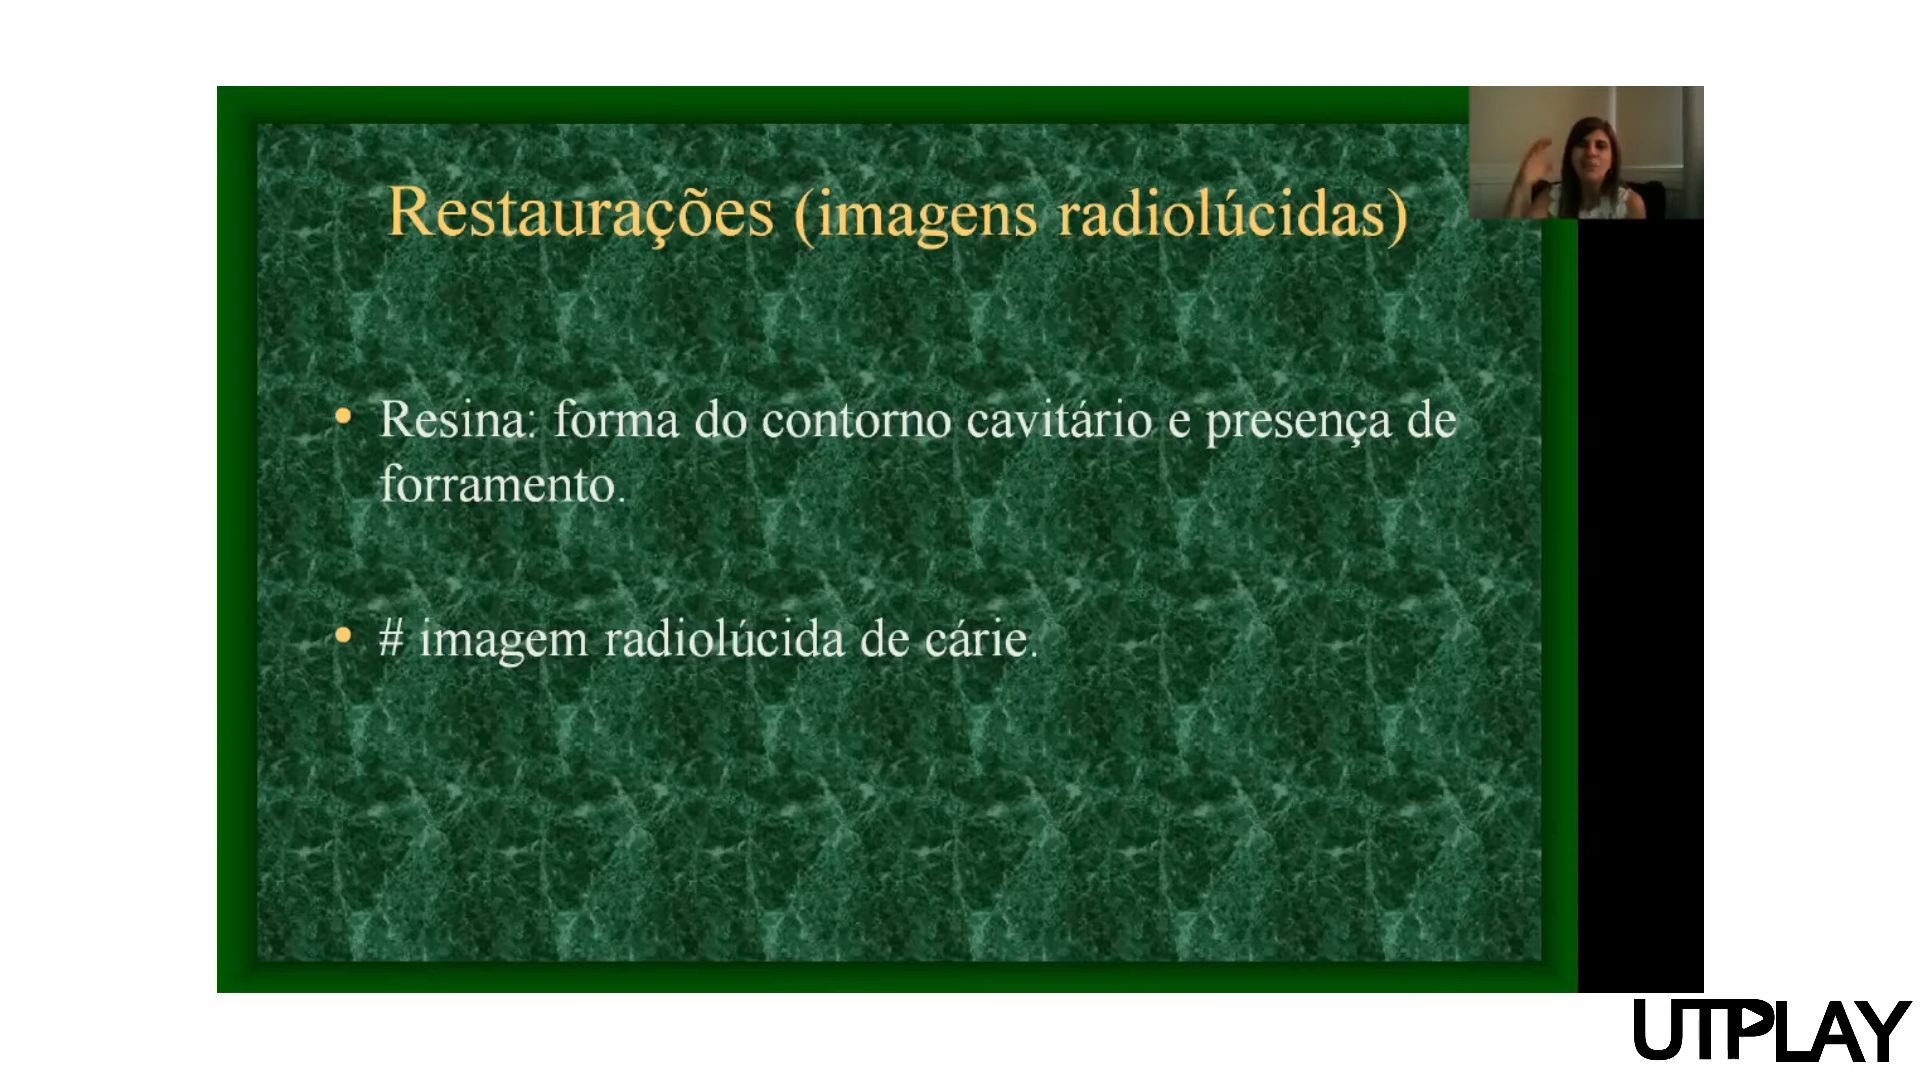 Restaurações (imagens radiolúcidas)
• Resina: forma do contorno cavitário e presença de
forramento.
• # imagem radiolúcida de cárie.
UTPLAY